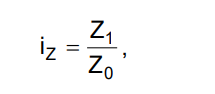 i_Z = Z_1 / Z_0 ,